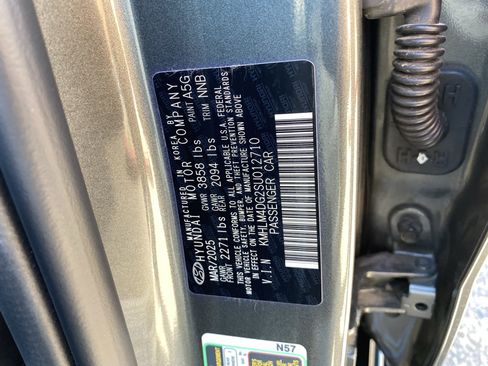 HYUNDAI MOTOR COMPANY
MANUFACTURED IN KOREA BY
MAR/2025 GVWR 3858 lbs PAINT A5G
GAWR FRONT 2271 lbs GAWR REAR 2094 lbs TRIM NNB
THIS VEHICLE CONFORMS TO ALL APPLICABLE U.S.A. FEDERAL
MOTOR VEHICLE SAFETY, BUMPER, AND THEFT PREVENTION STANDARDS
IN EFFECT ON THE DATE OF MANUFACTURE SHOWN ABOVE
V.I.N KMHLM4DG2SU012710
PASSENGER CAR
N57